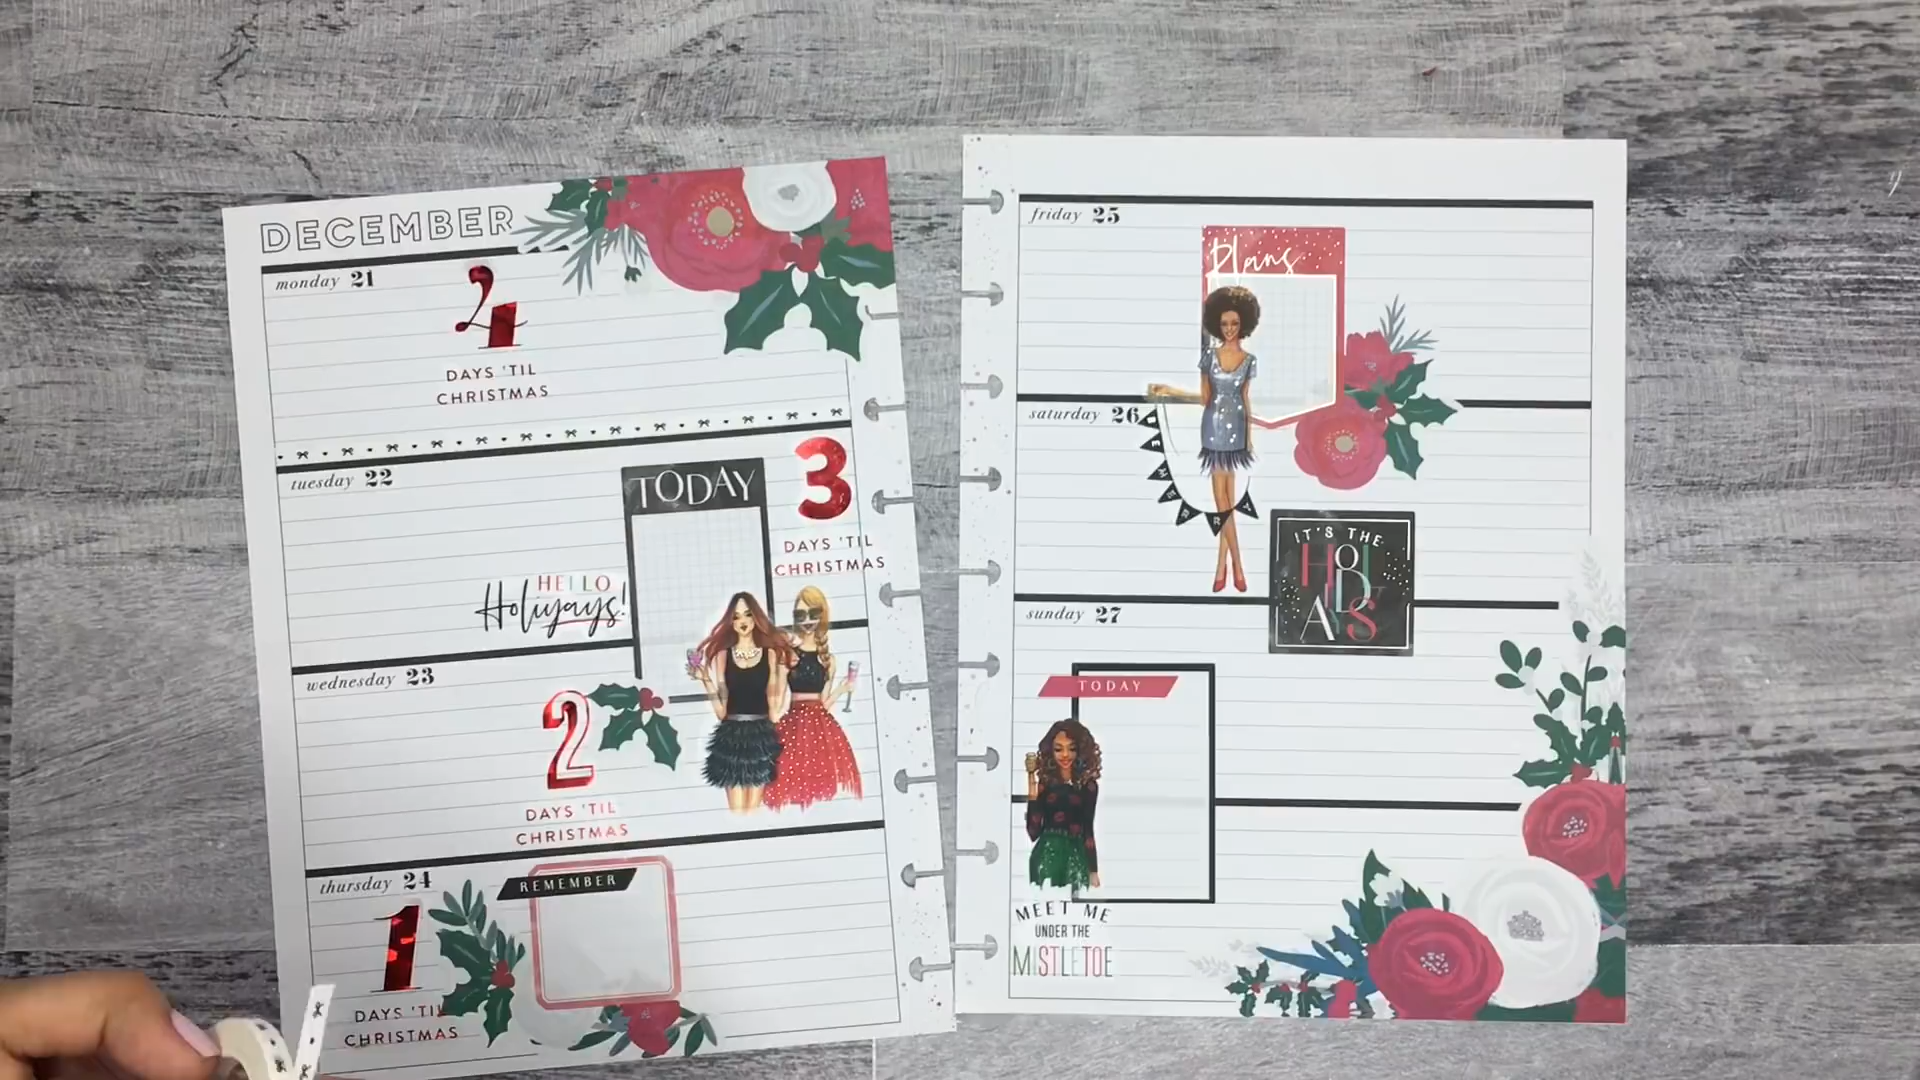 DECEMBER
monday 21
4
DAYS 'TIL
CHRISTMAS
tuesday 22
TODAY
3
DAYS 'TIL
CHRISTMAS
HELLO
Holiyays!
wednesday 23
2
DAYS 'TIL
CHRISTMAS
thursday 24
REMEMBER
1
DAYS 'TIL
CHRISTMAS
friday 25
Plans
saturday 26
IT'S THE
HOLIDAYS
sunday 27
TODAY
MEET ME
UNDER THE
MISTLETOE